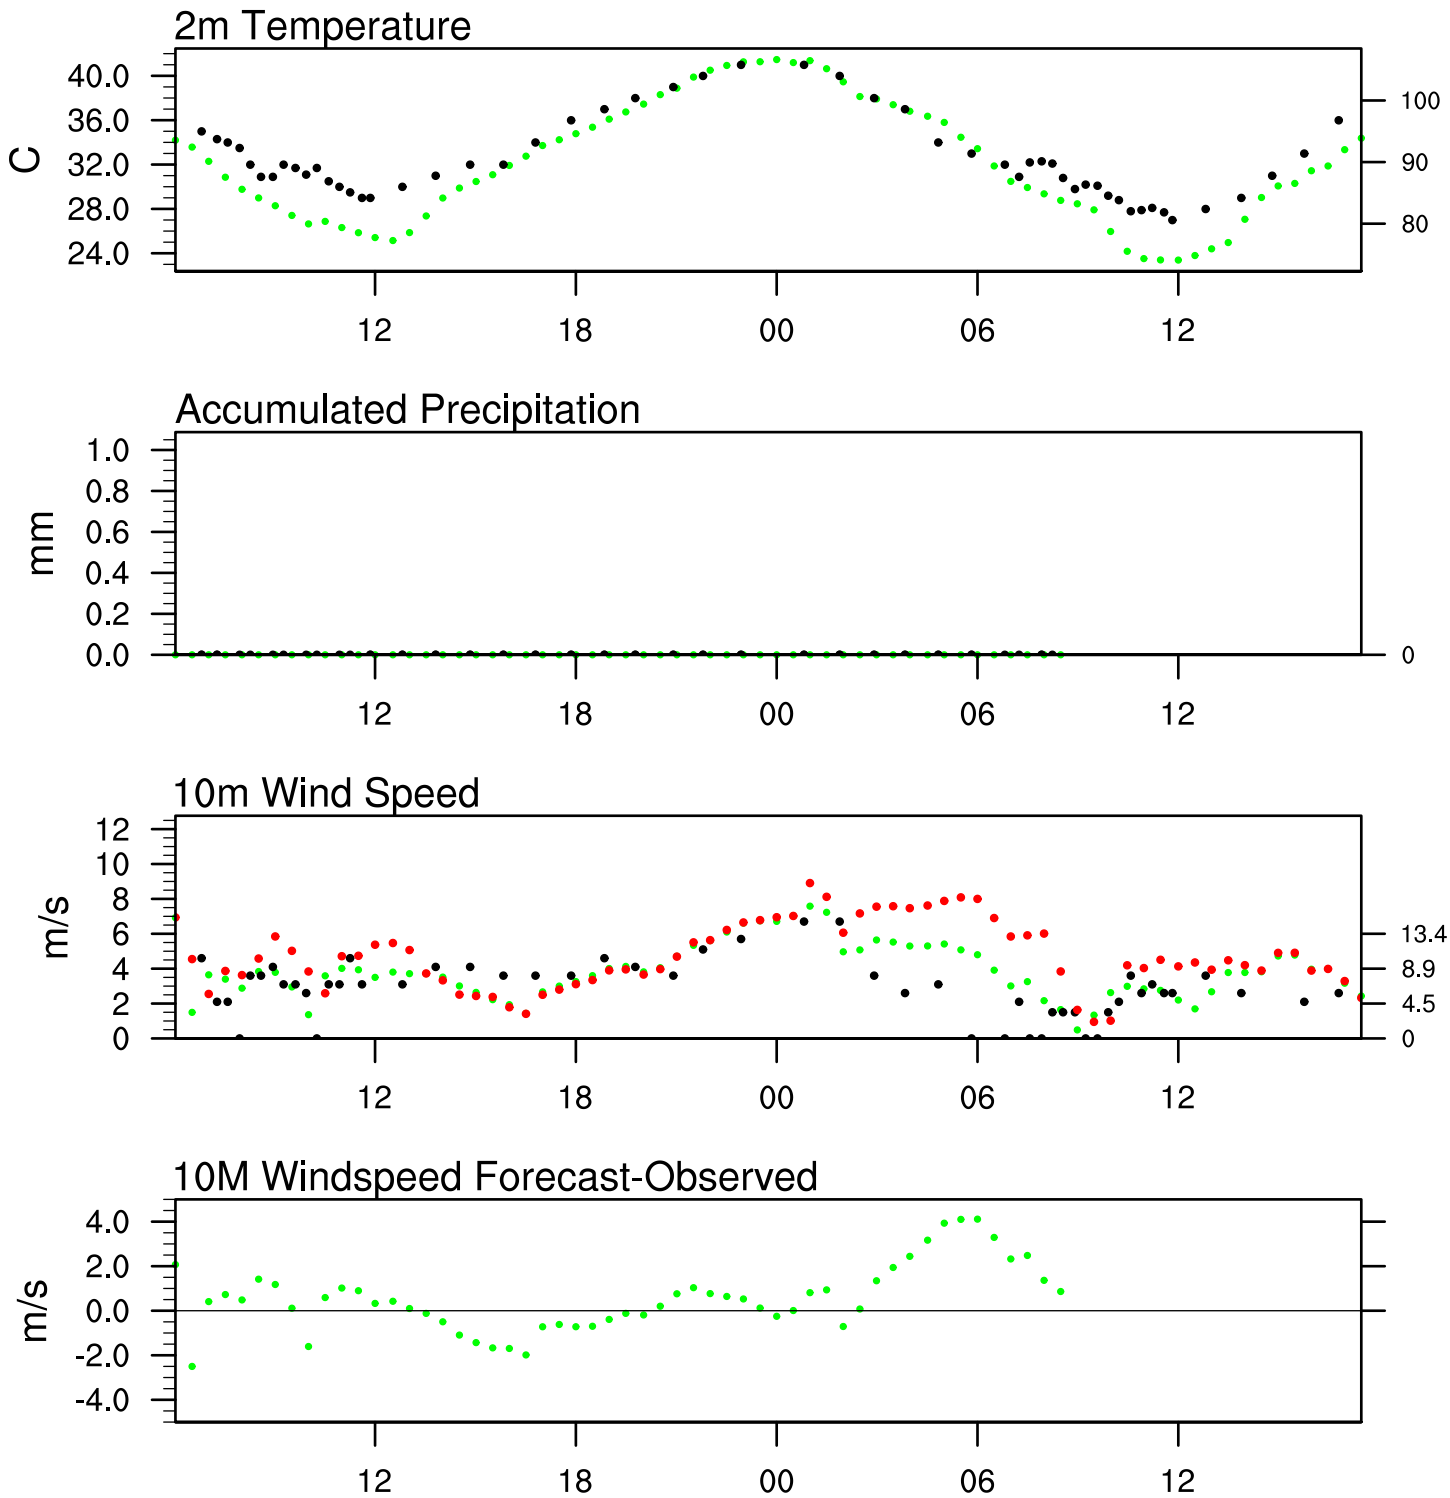 2m Temperature
C
40.0
36.0
32.0
28.0
24.0
100
90
80
12 18 00 06 12
Accumulated Precipitation
mm
1.0
0.8
0.6
0.4
0.2
0.0
0
12 18 00 06 12
10m Wind Speed
m/s
12
10
8
6
4
2
0
13.4
8.9
4.5
0
12 18 00 06 12
10M Windspeed Forecast-Observed
m/s
4.0
2.0
0.0
-2.0
-4.0
12 18 00 06 12